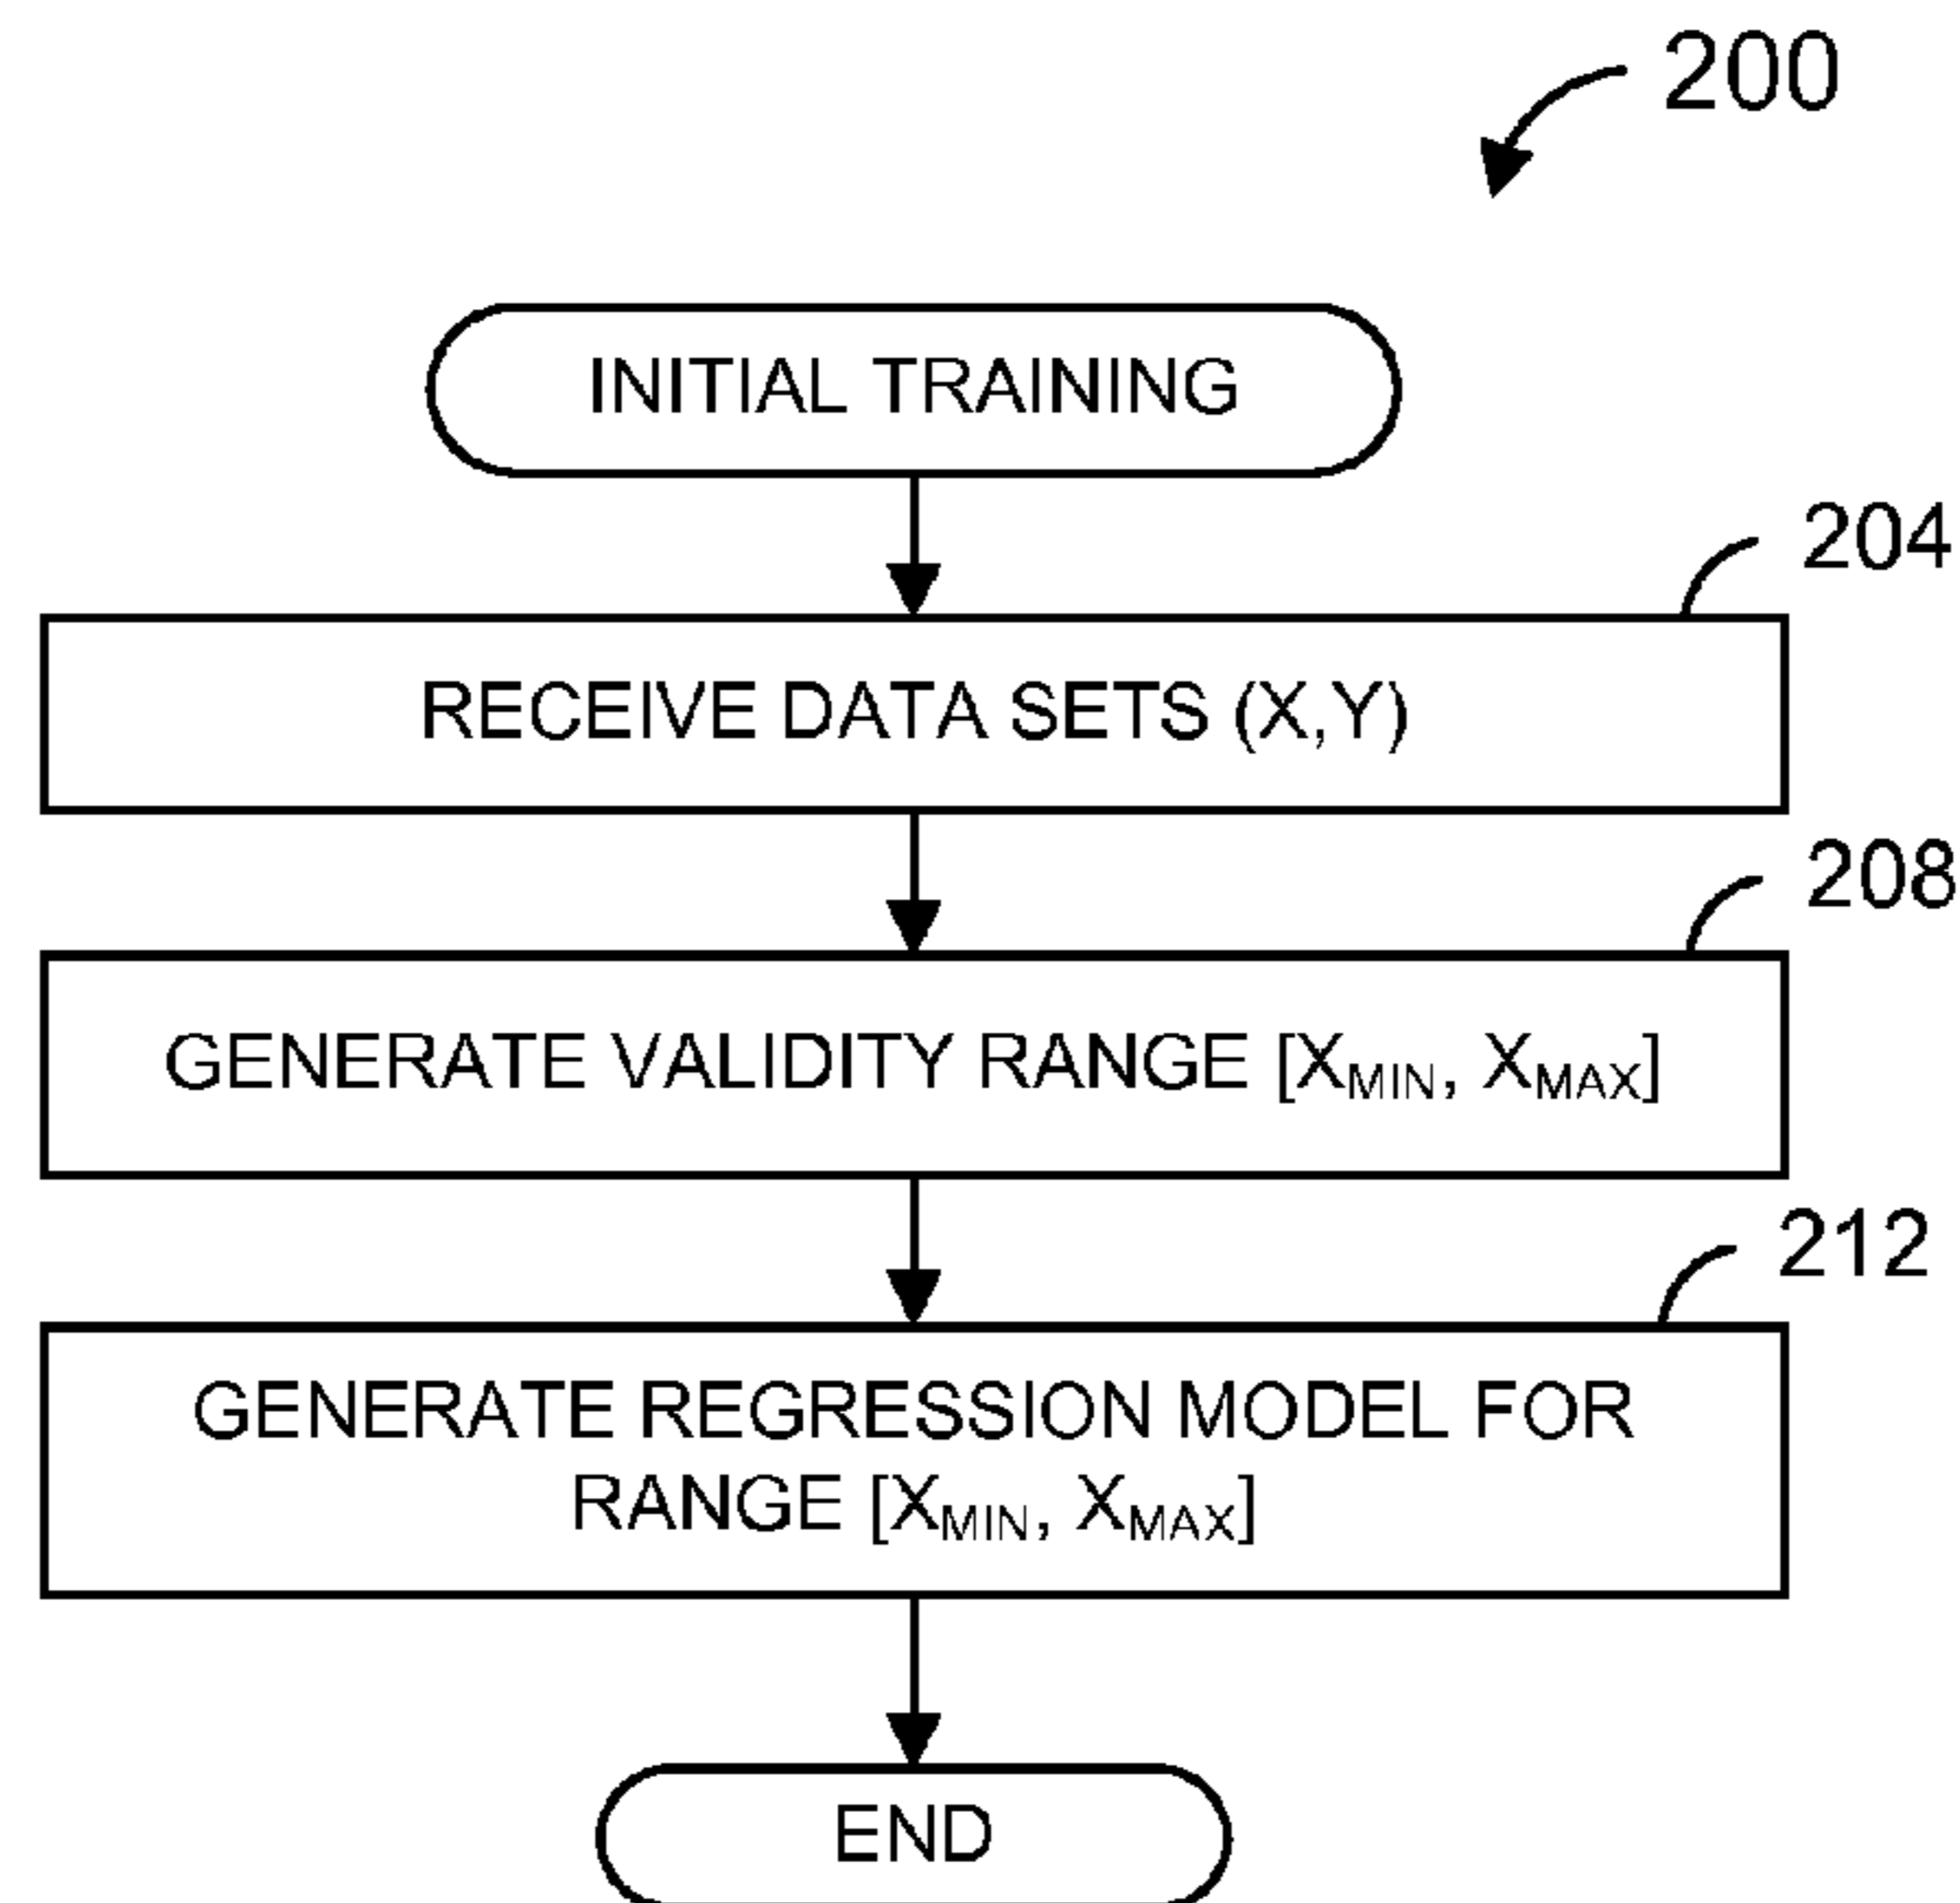 200
INITIAL TRAINING
204
RECEIVE DATA SETS (X,Y)
208
GENERATE VALIDITY RANGE [XMIN, XMAX]
212
GENERATE REGRESSION MODEL FOR
RANGE [XMIN, XMAX]
END